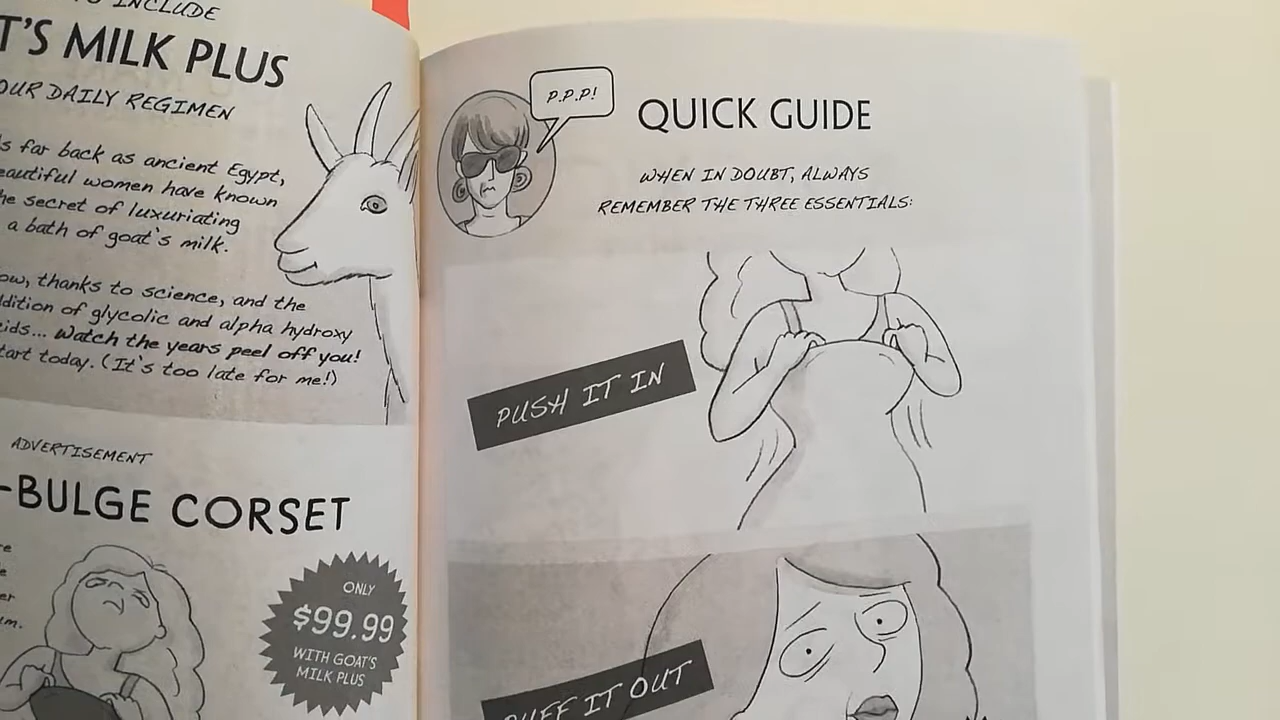 INCLUDE
T'S MILK PLUS
OUR DAILY REGIMEN
s far back as ancient Egypt,
eautiful women have known
he secret of luxuriating
a bath of goat's milk.
ow, thanks to science, and the
ddition of glycolic and alpha hydroxy
ids... Watch the years peel off you!
tart today. (It's too late for me!)
ADVERTISEMENT
-BULGE CORSET
re
e
er
m.
ONLY
$99.99
WITH GOAT'S
MILK PLUS
P.P.P!
QUICK GUIDE
WHEN IN DOUBT, ALWAYS
REMEMBER THE THREE ESSENTIALS:
PUSH IT IN
PUFF IT OUT